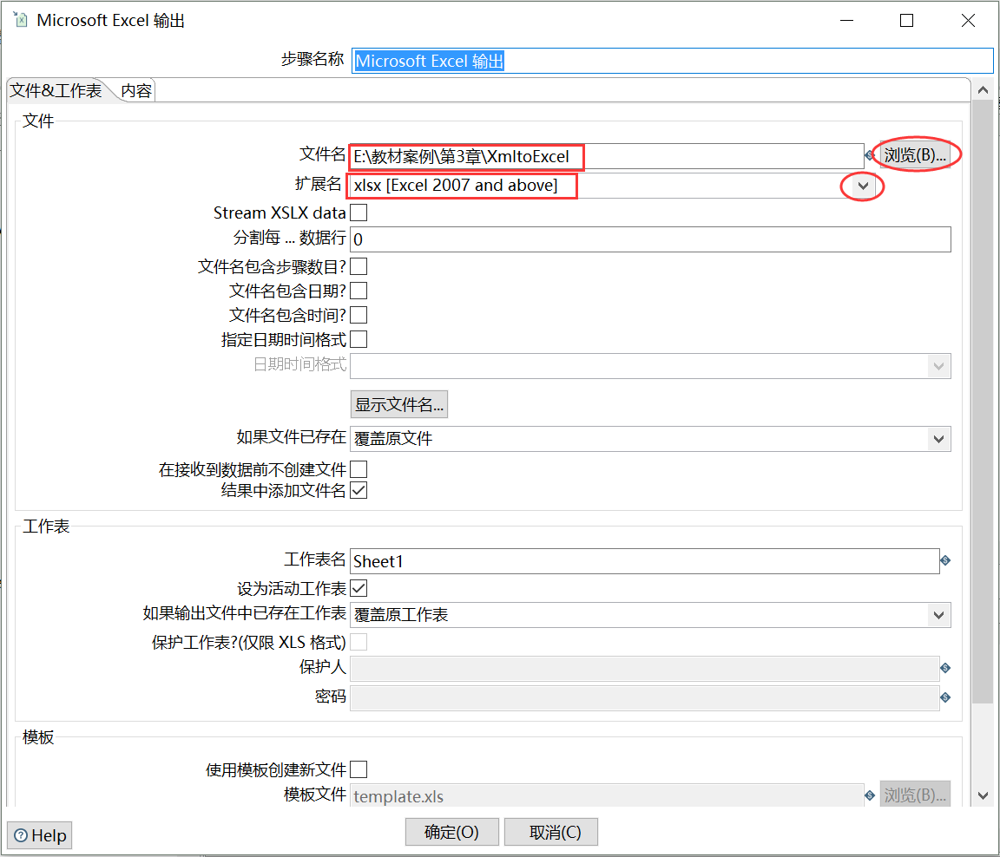 Microsoft Excel 输出
步骤名称 Microsoft Excel 输出
文件&工作表 内容
文件
文件名 E:\教材案例\第3章\XmltoExcel 浏览(B)...
扩展名 xlsx [Excel 2007 and above]
Stream XSLX data
分割每 ... 数据行 0
文件名包含步骤数目?
文件名包含日期?
文件名包含时间?
指定日期时间格式
日期时间格式
显示文件名...
如果文件已存在 覆盖原文件
在接收到数据前不创建文件
结果中添加文件名
工作表
工作表名 Sheet1
设为活动工作表
如果输出文件中已存在工作表 覆盖原工作表
保护工作表?(仅限 XLS 格式)
保护人
密码
模板
使用模板创建新文件
模板文件 template.xls 浏览(B)...
Help 确定(O) 取消(C)